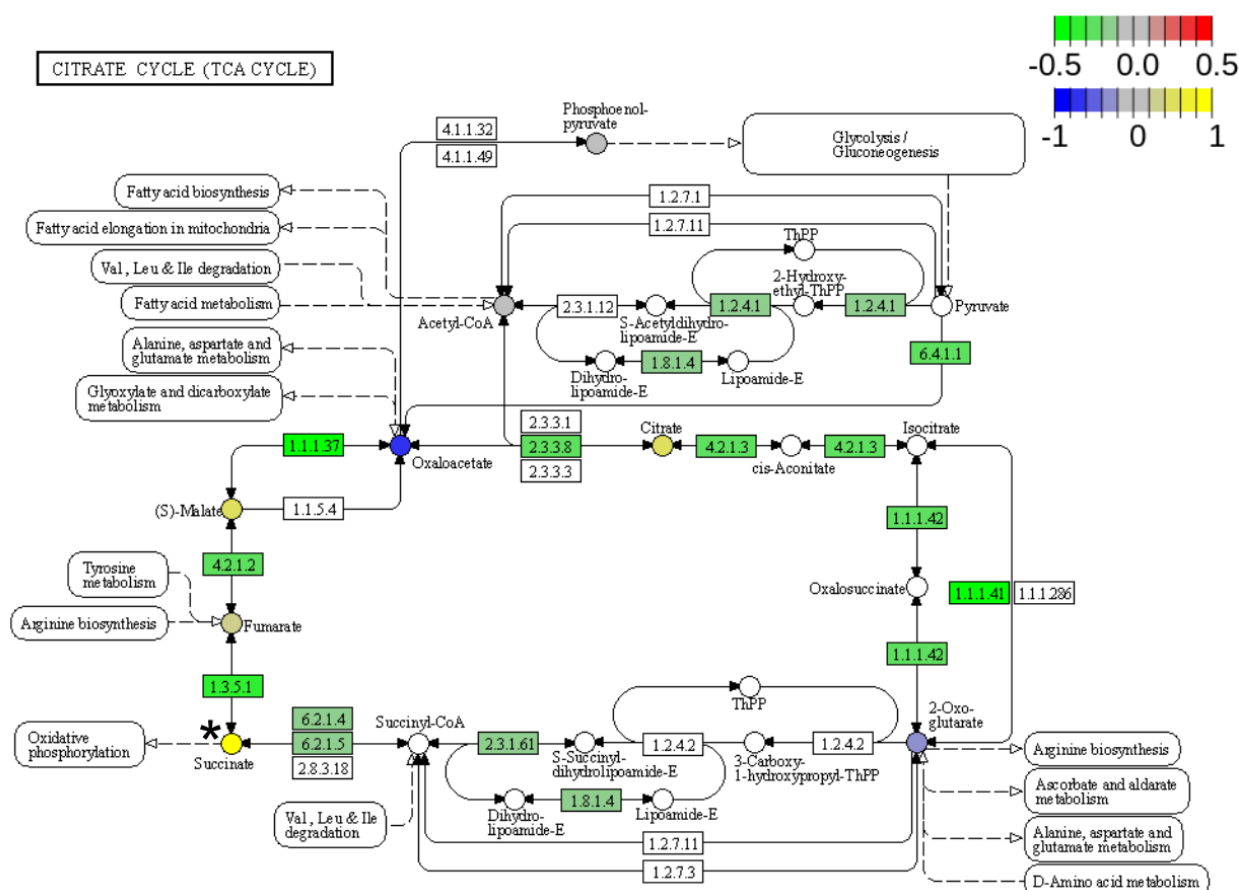 CITRATE CYCLE (TCA CYCLE)
-0.5 0.0 0.5
-1 0 1
Phosphoenol-
pyruvate
4.1.1.32
4.1.1.49
Glycolysis /
Gluconeogenesis
Fatty acid biosynthesis
Fatty acid elongation in mitochondria
Val, Leu & Ile degradation
Fatty acid metabolism
1.2.7.1
1.2.7.11
ThPP
2-Hydroxy-
ethyl-ThPP
Acetyl-CoA
2.3.1.12
S-Acetyldihydro-
lipoamide-E
1.2.4.1
1.2.4.1
Pyruvate
Alanine, aspartate and
glutamate metabolism
Dihydro-
lipoamide-E
1.8.1.4
Lipoamide-E
6.4.1.1
Glyoxylate and dicarboxylate
metabolism
1.1.1.37
Oxaloacetate
2.3.3.1
2.3.3.8
2.3.3.3
Citrate
4.2.1.3
cis-Aconitate
4.2.1.3
Isocitrate
(S)-Malate
1.1.5.4
1.1.1.42
4.2.1.2
Tyrosine
metabolism
Oxalosuccinate
1.1.1.41
1.1.1.286
Arginine biosynthesis
Fumarate
1.1.1.42
1.3.5.1
ThPP
2-Oxo-
glutarate
*
Oxidative
phosphorylation
Succinate
6.2.1.4
6.2.1.5
2.8.3.18
Succinyl-CoA
2.3.1.61
S-Succinyl-
dihydrolipoamide-E
1.2.4.2
3-Carboxy-
1-hydroxypropyl-ThPP
1.2.4.2
Arginine biosynthesis
Ascorbate and aldarate
metabolism
Val, Leu & Ile
degradation
Dihydro-
lipoamide-E
1.8.1.4
Lipoamide-E
Alanine, aspartate and
glutamate metabolism
1.2.7.11
1.2.7.3
D-Amino acid metabolism